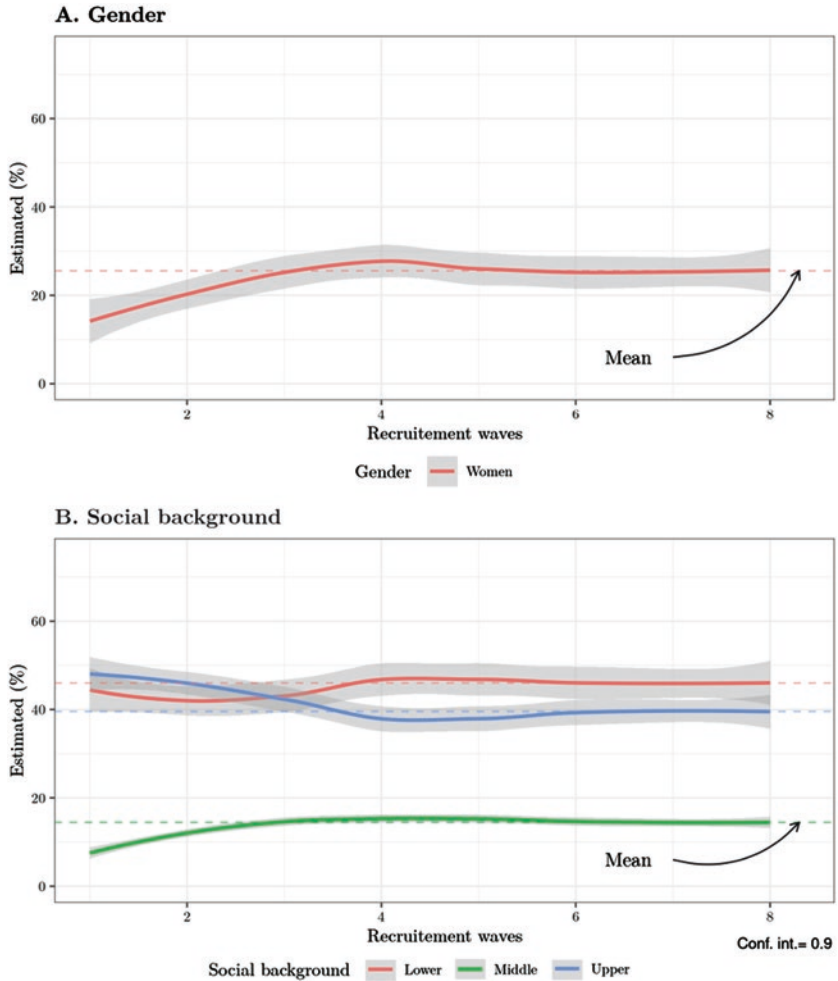 A. Gender
Estimated (%)
60
40
20
0
Mean
2 4 6 8
Recruitement waves
Gender Women
B. Social background
Estimated (%)
60
40
20
0
Mean
2 4 6 8
Recruitement waves
Conf. int.= 0.9
Social background Lower Middle Upper